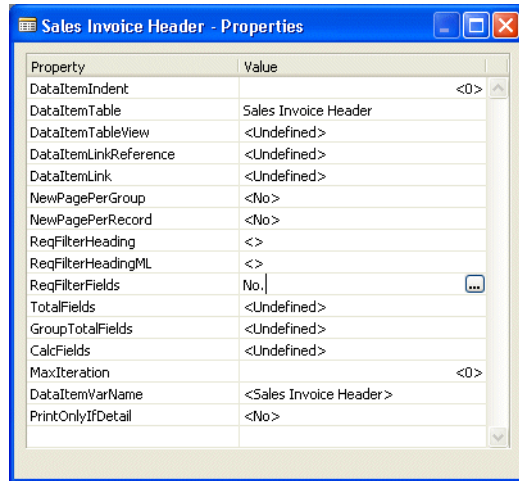 Sales Invoice Header - Properties
Property Value
DataItemIndent <0>
DataItemTable Sales Invoice Header
DataItemTableView <Undefined>
DataItemLinkReference <Undefined>
DataItemLink <Undefined>
NewPagePerGroup <No>
NewPagePerRecord <No>
ReqFilterHeading <>
ReqFilterHeadingML <>
ReqFilterFields No. ...
TotalFields <Undefined>
GroupTotalFields <Undefined>
CalcFields <Undefined>
MaxIteration <0>
DataItemVarName <Sales Invoice Header>
PrintOnlyIfDetail <No>